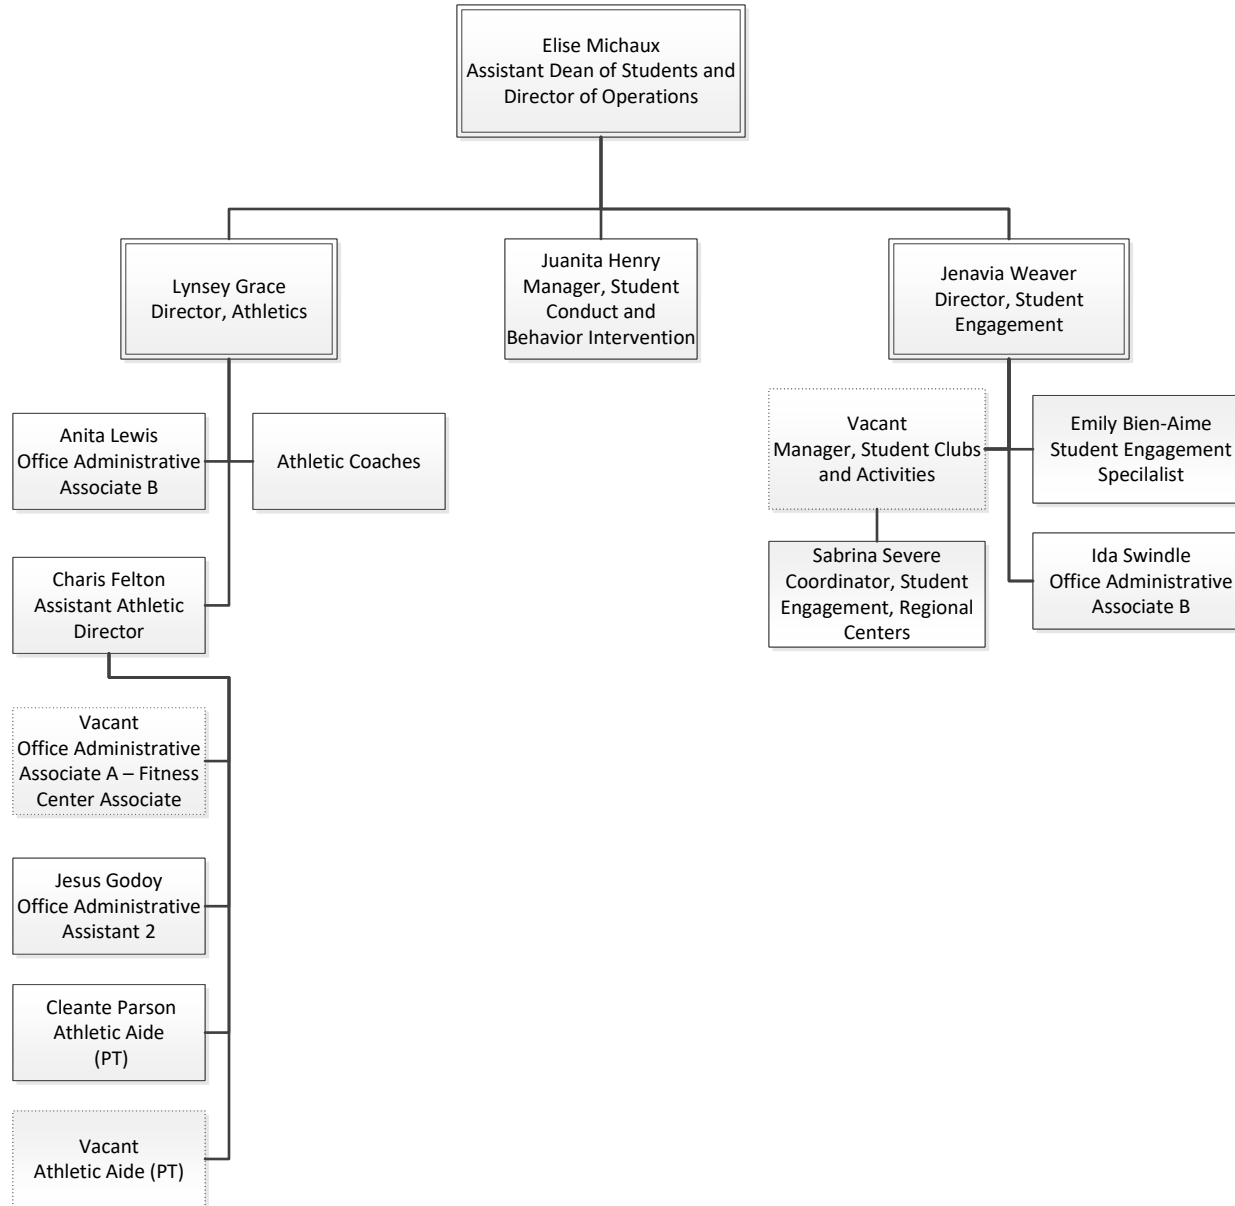 Elise Michaux
Assistant Dean of Students and
Director of Operations
Lynsey Grace
Director, Athletics
Juanita Henry
Manager, Student
Conduct and
Behavior Intervention
Jenavia Weaver
Director, Student
Engagement
Anita Lewis
Office Administrative
Associate B
Athletic Coaches
Vacant
Manager, Student Clubs
and Activities
Emily Bien-Aime
Student Engagement
Specilalist
Charis Felton
Assistant Athletic
Director
Sabrina Severe
Coordinator, Student
Engagement, Regional
Centers
Ida Swindle
Office Administrative
Associate B
Vacant
Office Administrative
Associate A – Fitness
Center Associate
Jesus Godoy
Office Administrative
Assistant 2
Cleante Parson
Athletic Aide
(PT)
Vacant
Athletic Aide (PT)